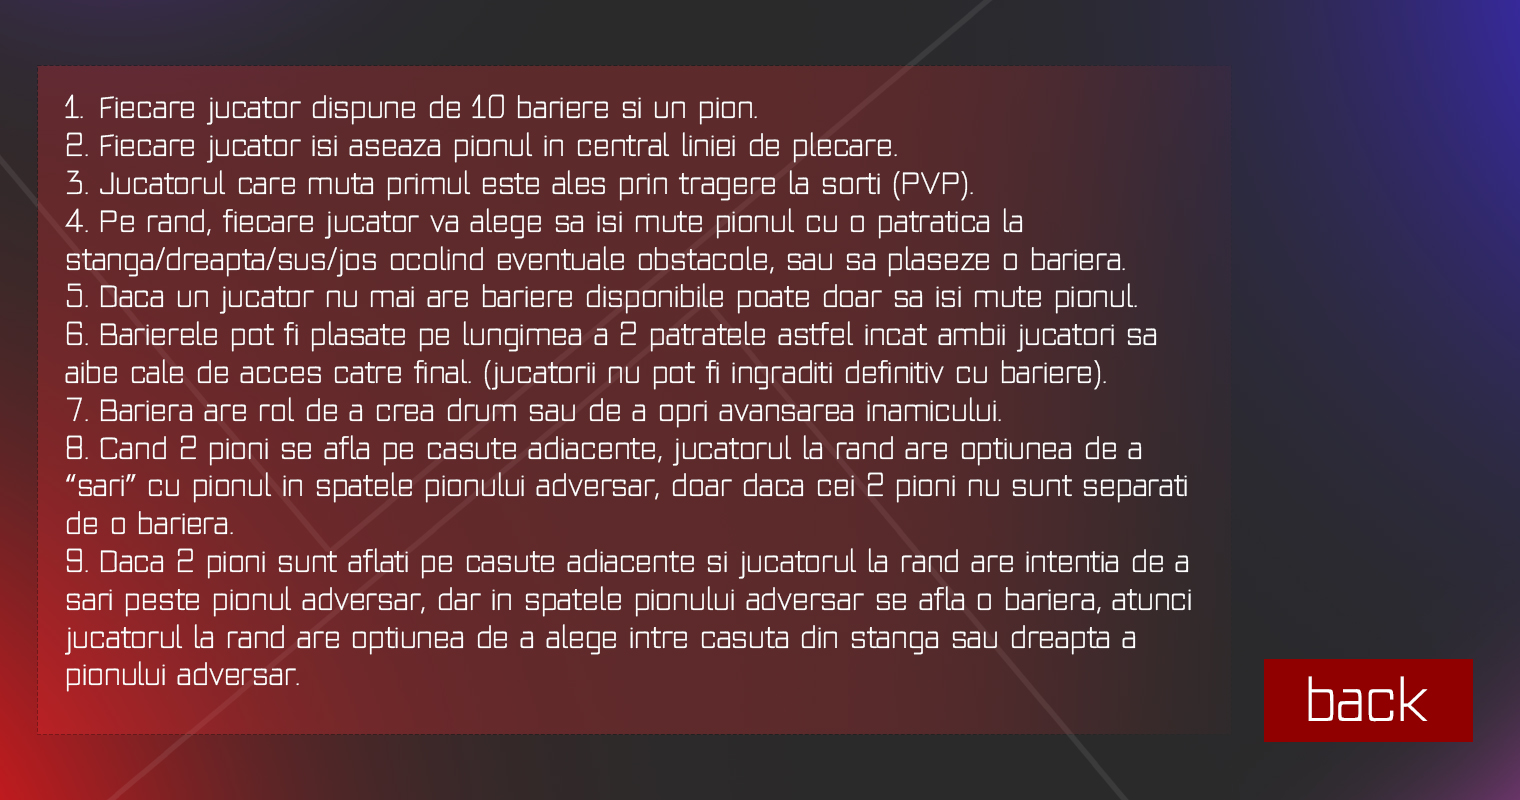 1. Fiecare jucator dispune de 10 bariere si un pion.
2. Fiecare jucator isi aseaza pionul in central liniei de plecare.
3. Jucatorul care muta primul este ales prin tragere la sorti (PVP).
4. Pe rand, fiecare jucator va alege sa isi mute pionul cu o patratica la
stanga/dreapta/sus/jos ocolind eventuale obstacole, sau sa plaseze o bariera.
5. Daca un jucator nu mai are bariere disponibile poate doar sa isi mute pionul.
6. Barierele pot fi plasate pe lungimea a 2 patratele astfel incat ambii jucatori sa
aibe cale de acces catre final. (jucatorii nu pot fi ingraditi definitiv cu bariere).
7. Bariera are rol de a crea drum sau de a opri avansarea inamicului.
8. Cand 2 pioni se afla pe casute adiacente, jucatorul la rand are optiunea de a
“sari” cu pionul in spatele pionului adversar, doar daca cei 2 pioni nu sunt separati
de o bariera.
9. Daca 2 pioni sunt aflati pe casute adiacente si jucatorul la rand are intentia de a
sari peste pionul adversar, dar in spatele pionului adversar se afla o bariera, atunci
jucatorul la rand are optiunea de a alege intre casuta din stanga sau dreapta a
pionului adversar.
back